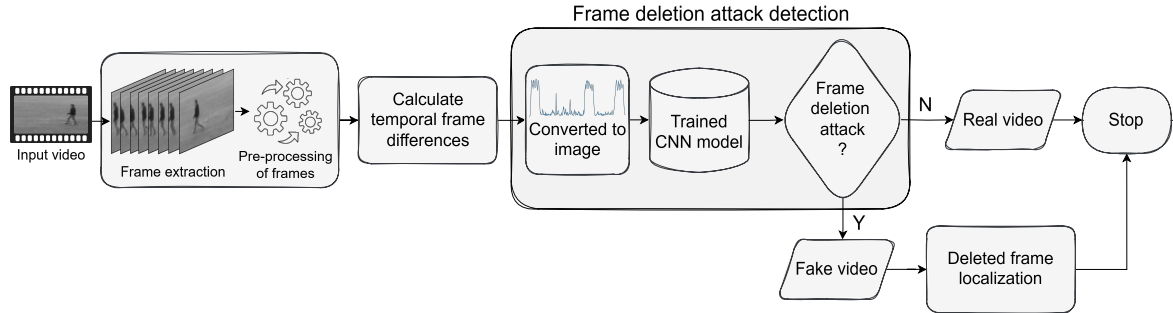 Frame deletion attack detection
Input video
Frame extraction
Pre-processing
of frames
Calculate
temporal frame
differences
Converted to
image
Trained
CNN model
Frame
deletion
attack
?
N
Real video
Stop
Y
Fake video
Deleted frame
localization